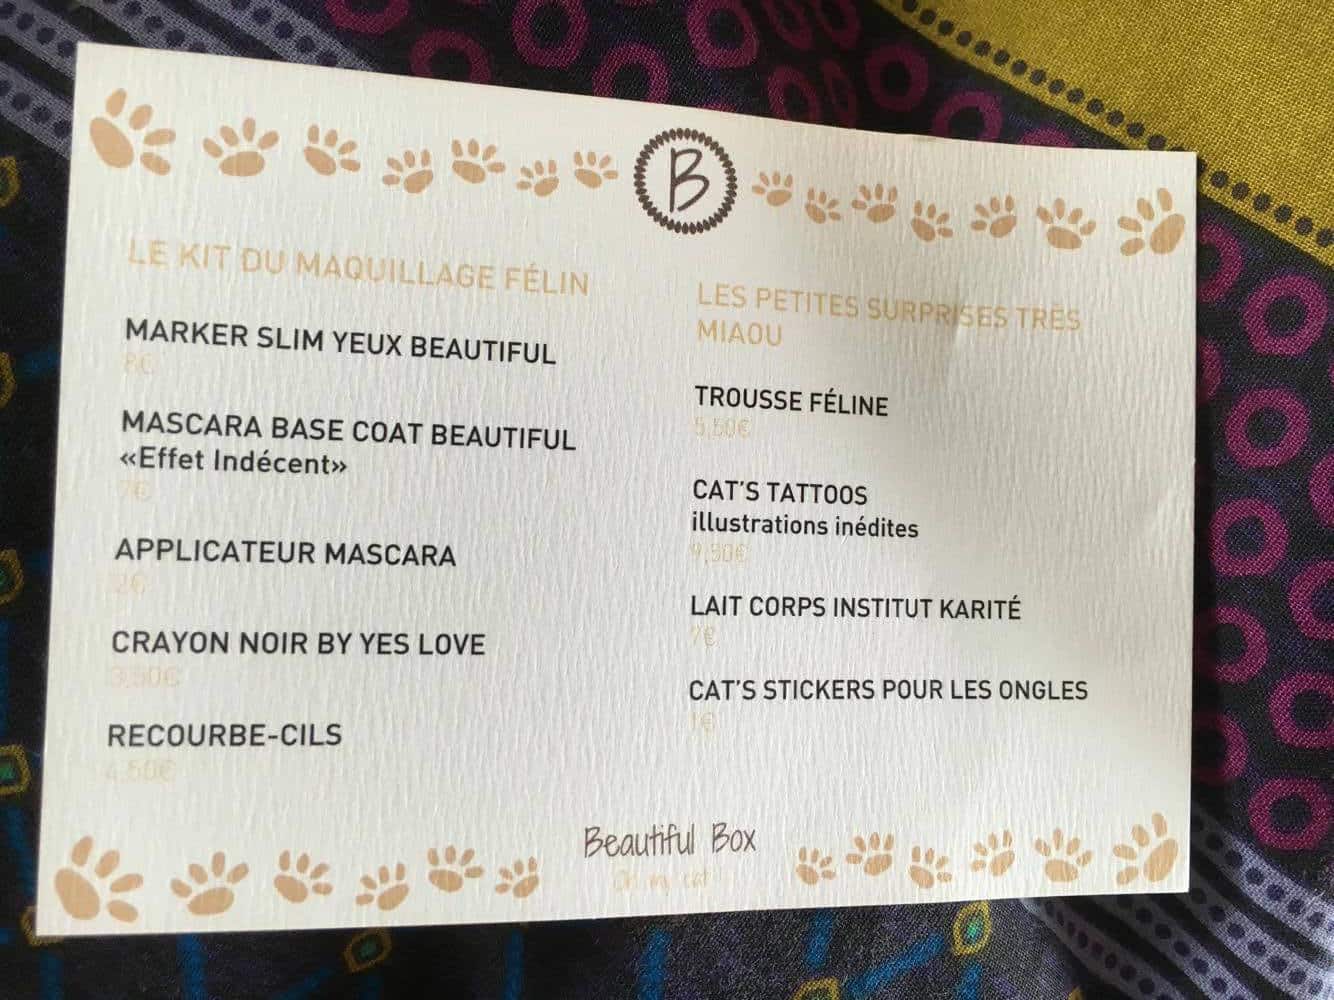 B
LE KIT DU MAQUILLAGE FÉLIN
MARKER SLIM YEUX BEAUTIFUL
8€
MASCARA BASE COAT BEAUTIFUL
«Effet Indécent»
7€
APPLICATEUR MASCARA
2€
CRAYON NOIR BY YES LOVE
3,50€
RECOURBE-CILS
4,50€
LES PETITES SURPRISES TRÈS
MIAOU
TROUSSE FÉLINE
5,50€
CAT'S TATTOOS
illustrations inédites
9,50€
LAIT CORPS INSTITUT KARITÉ
7€
CAT'S STICKERS POUR LES ONGLES
1€
Beautiful Box
Oh my cat !